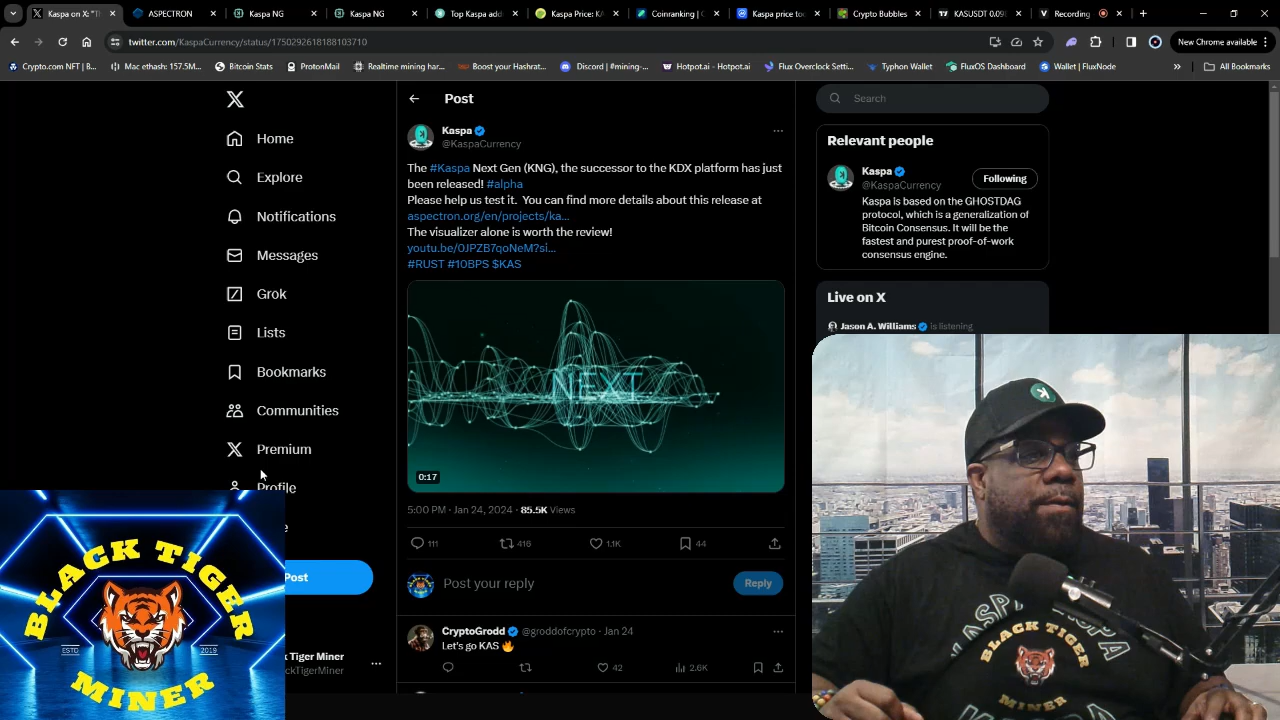 Kaspa on X: "T
ASPECTRON
Kaspa NG
Kaspa NG
Top Kaspa add
Kaspa Price: KA
Coinranking | C
Kaspa price too
Crypto Bubbles
KASUSDT 0.09
Recording
twitter.com/KaspaCurrency/status/1750292618188103710
New Chrome available
Crypto.com NFT | B...
Mac ethash: 157.5M...
Bitcoin Stats
ProtonMail
Realtime mining har...
Boost your Hashrat...
Discord | #mining-...
Hotpot.ai - Hotpot.ai
Flux Overclock Setti...
Typhon Wallet
FluxOS Dashboard
Wallet | FluxNode
All Bookmarks
Home
Explore
Notifications
Messages
Grok
Lists
Bookmarks
Communities
Premium
Profile
Post
Post
Kaspa
@KaspaCurrency
The #Kaspa Next Gen (KNG), the successor to the KDX platform has just
been released! #alpha
Please help us test it. You can find more details about this release at
aspectron.org/en/projects/ka...
The visualizer alone is worth the review!
youtu.be/0JPZB7qoNeM?si...
#RUST #10BPS $KAS
NEXT
0:17
5:00 PM · Jan 24, 2024 · 85.5K Views
111
416
1.1K
44
Post your reply
Reply
CryptoGrodd @groddofcrypto · Jan 24
Let's go KAS 🔥
42
2.6K
Search
Relevant people
Kaspa
@KaspaCurrency
Following
Kaspa is based on the GHOSTDAG
protocol, which is a generalization of
Bitcoin Consensus. It will be the
fastest and purest proof-of-work
consensus engine.
Live on X
Jason A. Williams is listening
BLACK TIGER
ESTD
2019
MINER
k Tiger Miner
ckTigerMiner
BLACK TIGER
MINER